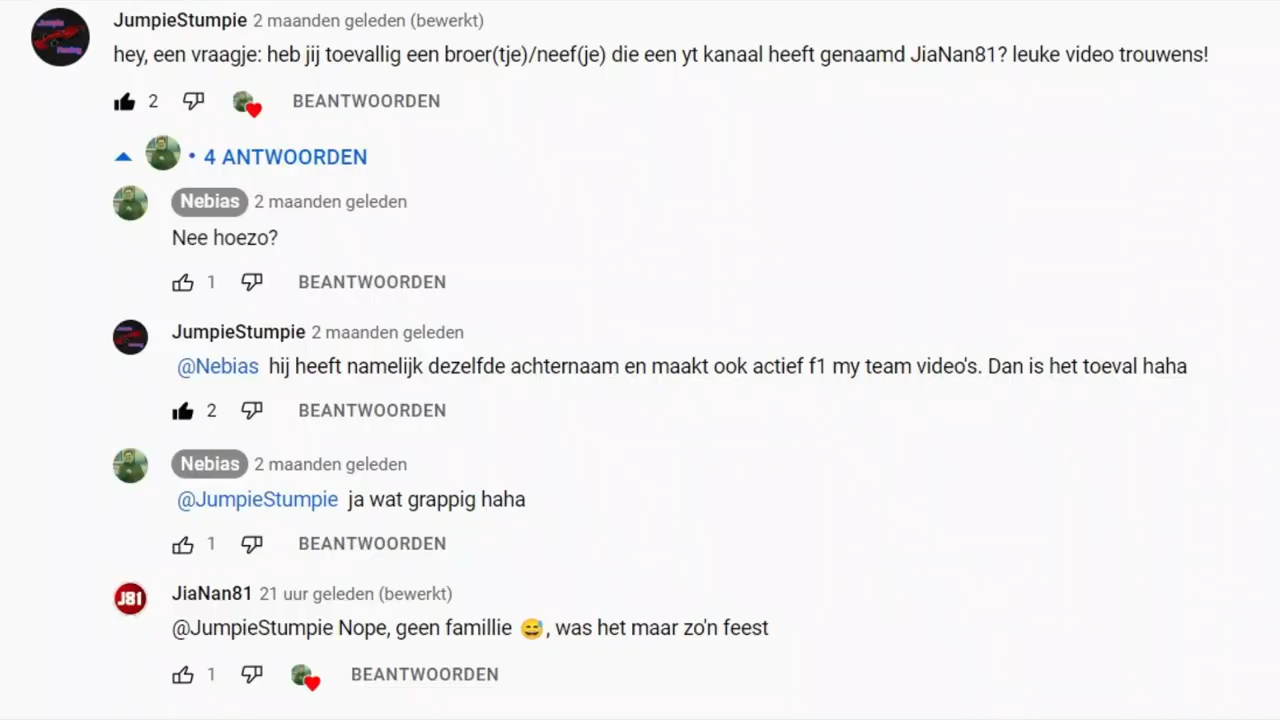 JumpieStumpie 2 maanden geleden (bewerkt)
hey, een vraagje: heb jij toevallig een broer(tje)/neef(je) die een yt kanaal heeft genaamd JiaNan81? leuke video trouwens!
2 BEANTWOORDEN
• 4 ANTWOORDEN
Nebias 2 maanden geleden
Nee hoezo?
1 BEANTWOORDEN
JumpieStumpie 2 maanden geleden
@Nebias hij heeft namelijk dezelfde achternaam en maakt ook actief f1 my team video's. Dan is het toeval haha
2 BEANTWOORDEN
Nebias 2 maanden geleden
@JumpieStumpie ja wat grappig haha
1 BEANTWOORDEN
J81 JiaNan81 21 uur geleden (bewerkt)
@JumpieStumpie Nope, geen famillie 😅, was het maar zo'n feest
1 BEANTWOORDEN